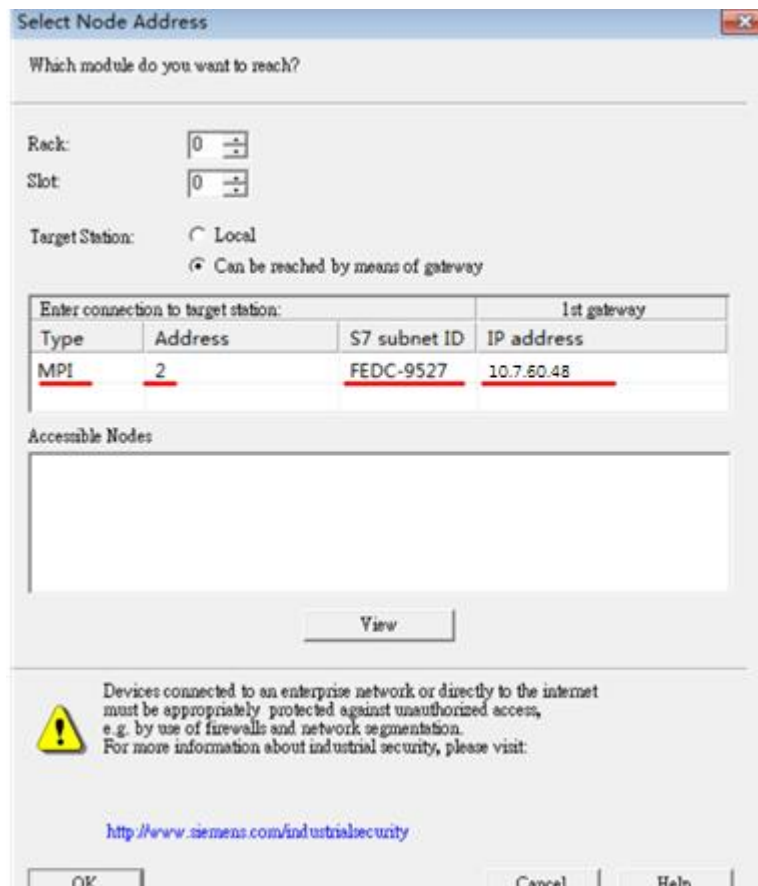 Select Node Address
Which module do you want to reach?
Rack: 0
Slot: 0
Target Station: Local
Can be reached by means of gateway
Enter connection to target station: 1st gateway
Type Address S7 subnet ID IP address
MPI 2 FEDC-9527 10.7.60.48
Accessible Nodes
View
Devices connected to an enterprise network or directly to the internet
must be appropriately protected against unauthorized access,
e.g. by use of firewalls and network segmentation.
For more information about industrial security, please visit:
http://www.siemens.com/industrialsecurity
OK Cancel Help